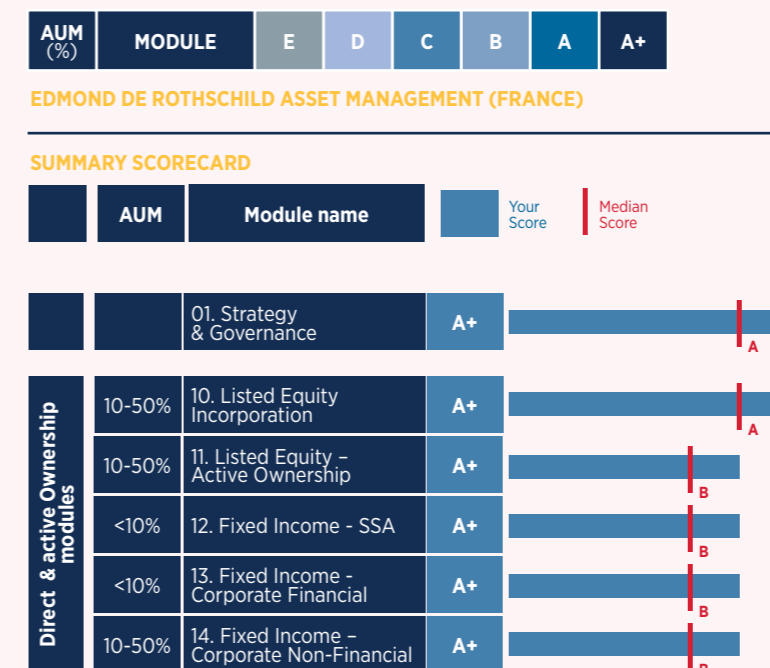 AUM
(%)
MODULE
E
D
C
B
A
A+
EDMOND DE ROTHSCHILD ASSET MANAGEMENT (FRANCE)
SUMMARY SCORECARD
AUM
Module name
Your
Score
Median
Score
01. Strategy
& Governance
A+
A
Direct & active Ownership
modules
10-50%
10. Listed Equity
Incorporation
A+
A
10-50%
11. Listed Equity –
Active Ownership
A+
B
<10%
12. Fixed Income - SSA
A+
B
<10%
13. Fixed Income -
Corporate Financial
A+
B
10-50%
14. Fixed Income –
Corporate Non-Financial
A+
B